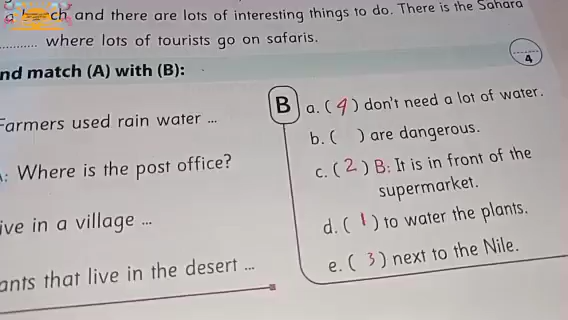 and there are lots of interesting things to do. There is the Sahara
............ where lots of tourists go on safaris.
nd match (A) with (B):
4
B
Farmers used rain water ...
a. ( 4 ) don't need a lot of water.
b. ( ) are dangerous.
: Where is the post office?
c. ( 2 ) B: It is in front of the
supermarket.
ive in a village ...
d. ( 1 ) to water the plants.
ants that live in the desert ...
e. ( 3 ) next to the Nile.